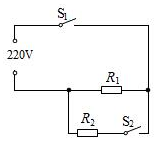 S₁
220V
R₁
R₂ S₂